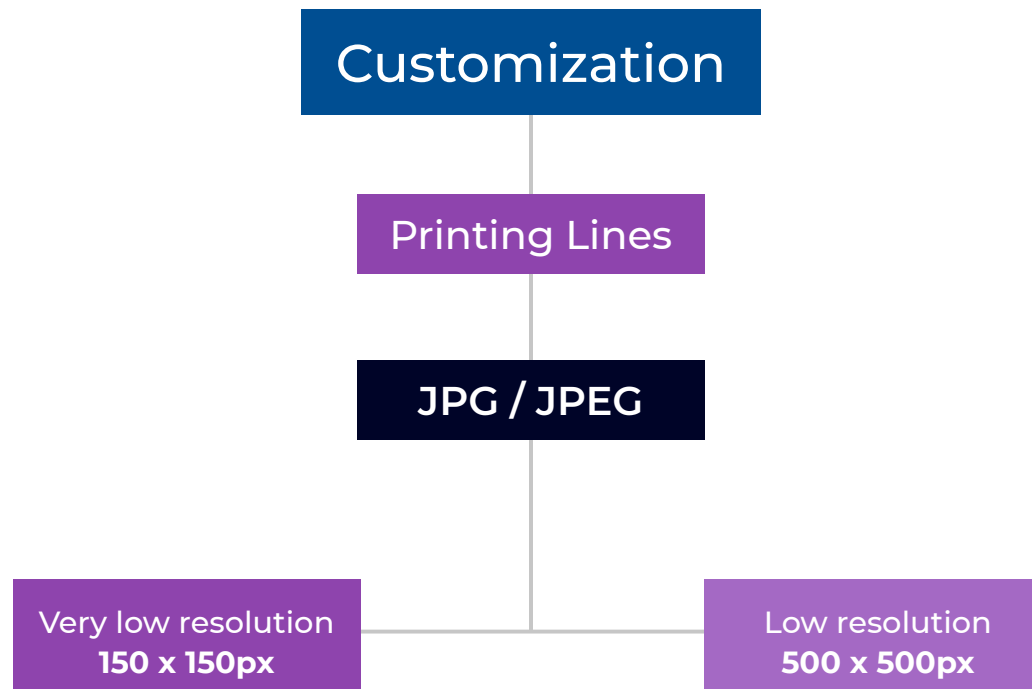 Customization
Printing Lines
JPG / JPEG
Very low resolution
150 x 150px
Low resolution
500 x 500px